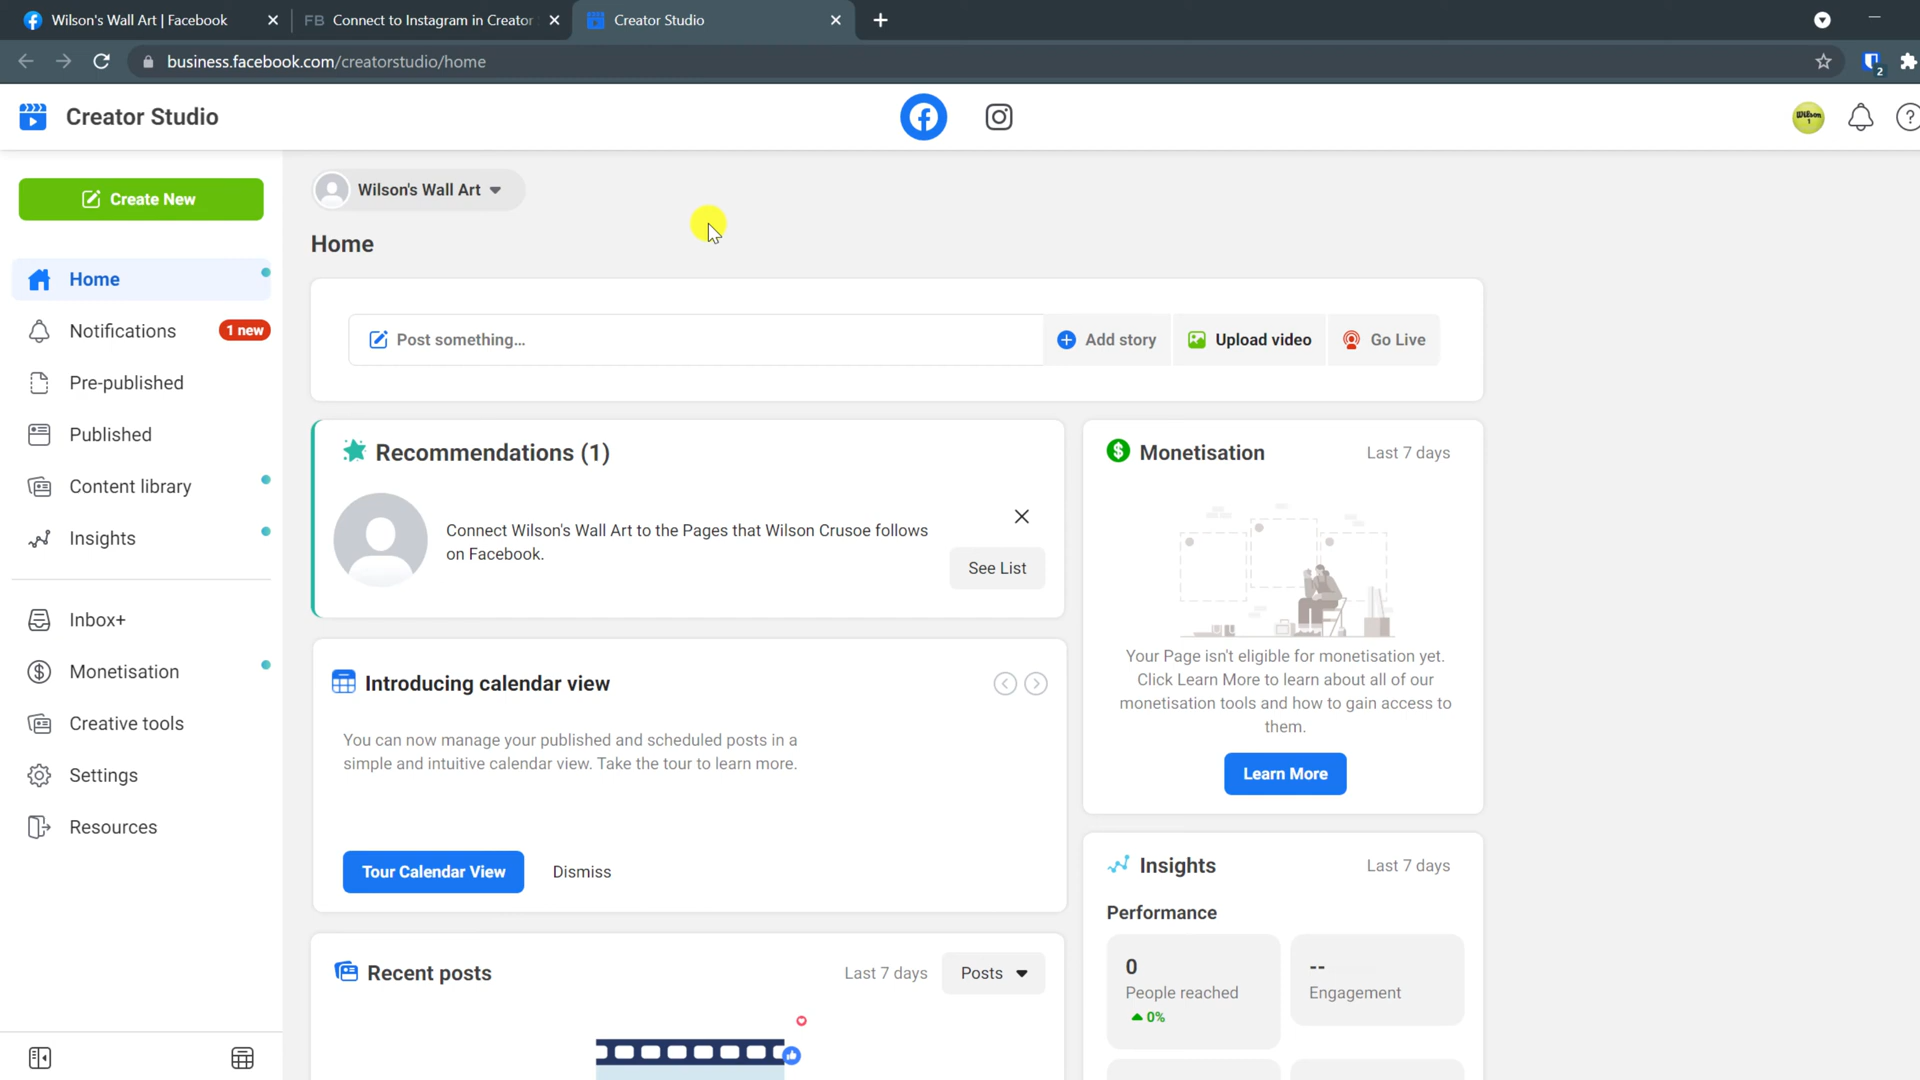 Wilson's Wall Art | Facebook
FB Connect to Instagram in Creator
Creator Studio
business.facebook.com/creatorstudio/home
2
Creator Studio
Wilson
1
Create New
Wilson's Wall Art
Home
Home
Notifications
1 new
Pre-published
Published
Content library
Insights
Inbox+
Monetisation
Creative tools
Settings
Resources
Post something...
Add story
Upload video
Go Live
Recommendations (1)
Connect Wilson's Wall Art to the Pages that Wilson Crusoe follows
on Facebook.
See List
Introducing calendar view
You can now manage your published and scheduled posts in a
simple and intuitive calendar view. Take the tour to learn more.
Tour Calendar View
Dismiss
Recent posts
Last 7 days
Posts
Monetisation
Last 7 days
Your Page isn't eligible for monetisation yet.
Click Learn More to learn about all of our
monetisation tools and how to gain access to
them.
Learn More
Insights
Last 7 days
Performance
0
People reached
0%
--
Engagement